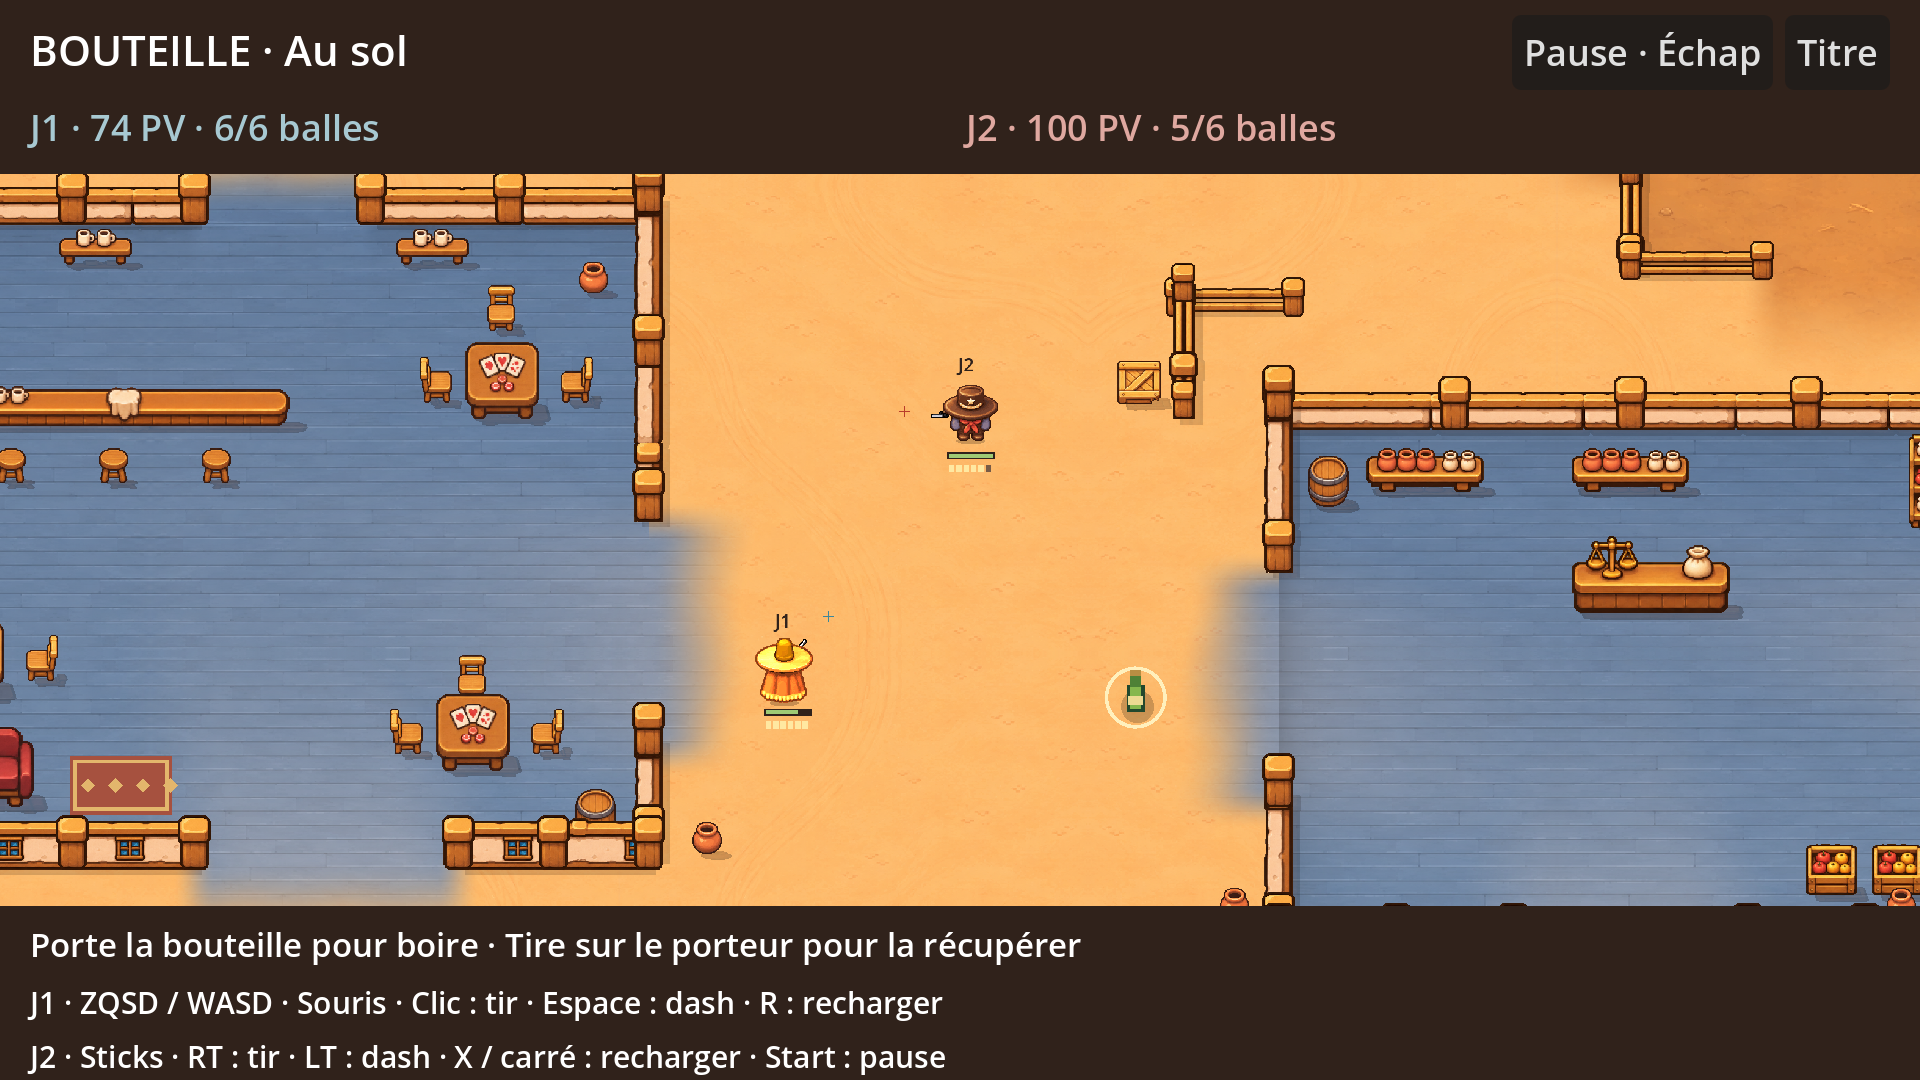 BOUTEILLE · Au sol
Pause · Échap
Titre
J1 · 74 PV · 6/6 balles
J2 · 100 PV · 5/6 balles
J2
J1
Porte la bouteille pour boire · Tire sur le porteur pour la récupérer
J1 · ZQSD / WASD · Souris · Clic : tir · Espace : dash · R : recharger
J2 · Sticks · RT : tir · LT : dash · X / carré : recharger · Start : pause